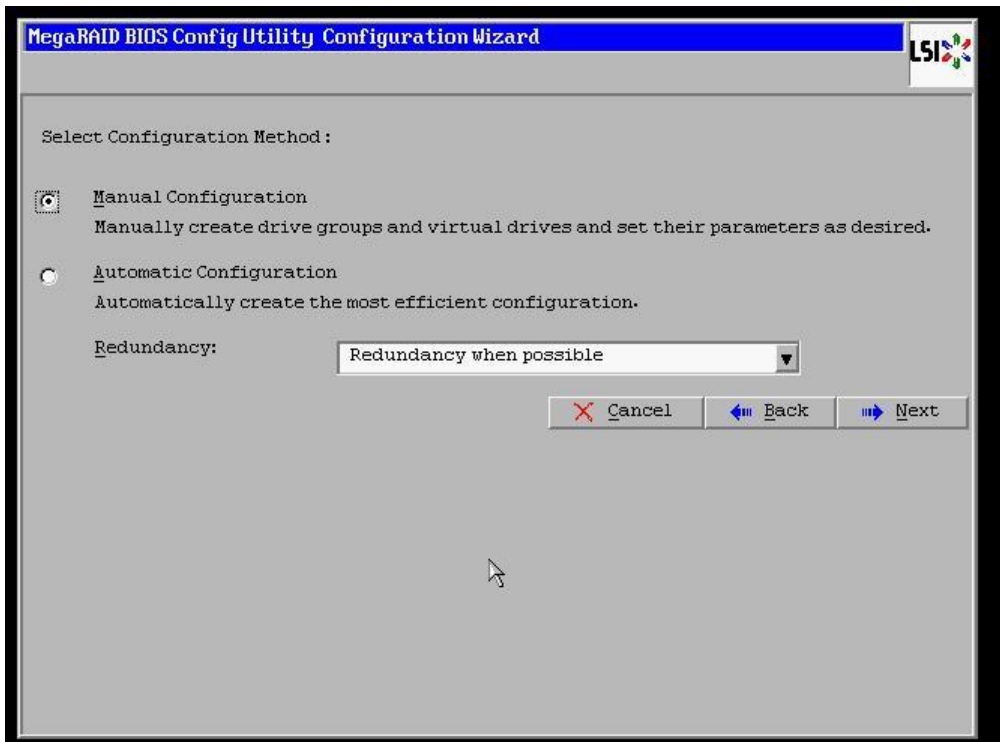 MegaRAID BIOS Config Utility Configuration Wizard
LSI
Select Configuration Method:
Manual Configuration
Manually create drive groups and virtual drives and set their parameters as desired.
Automatic Configuration
Automatically create the most efficient configuration.
Redundancy: Redundancy when possible
Cancel Back Next